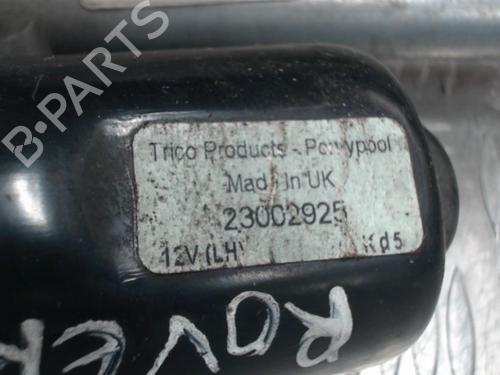 B-PARTS
Trico Products - Pontypool
Made In UK
23002925
12V (LH) Kd5
ROVER